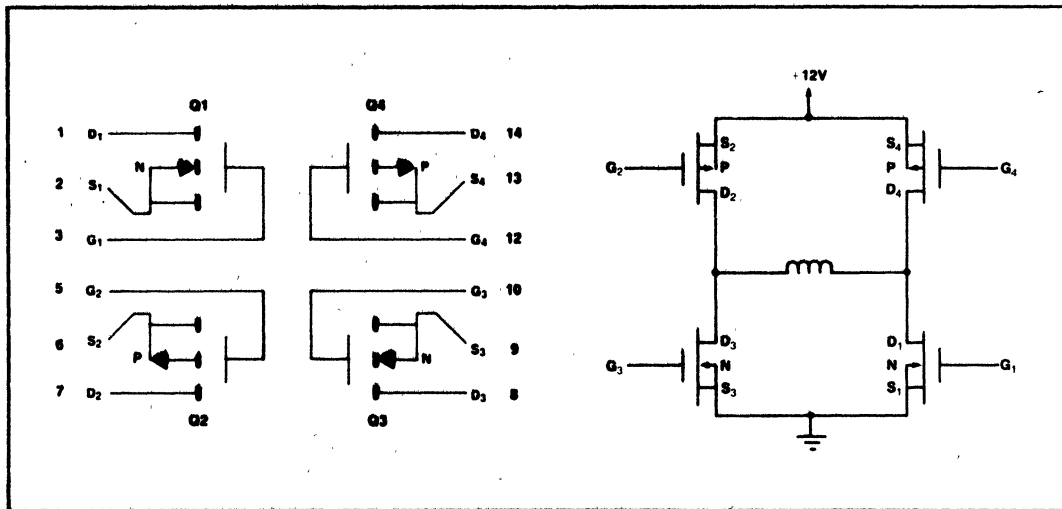 Q1 Q4
1 D₁ D₄ 14
N P
2 S₁ S₄ 13
3 G₁ G₄ 12
5 G₂ G₃ 10
6 S₂ S₃ 9
P N
7 D₂ D₃ 8
Q2 Q3
+12V
S₂ S₄
G₂ P P G₄
D₂ D₄
D₃ D₁
G₃ N N G₁
S₃ S₁